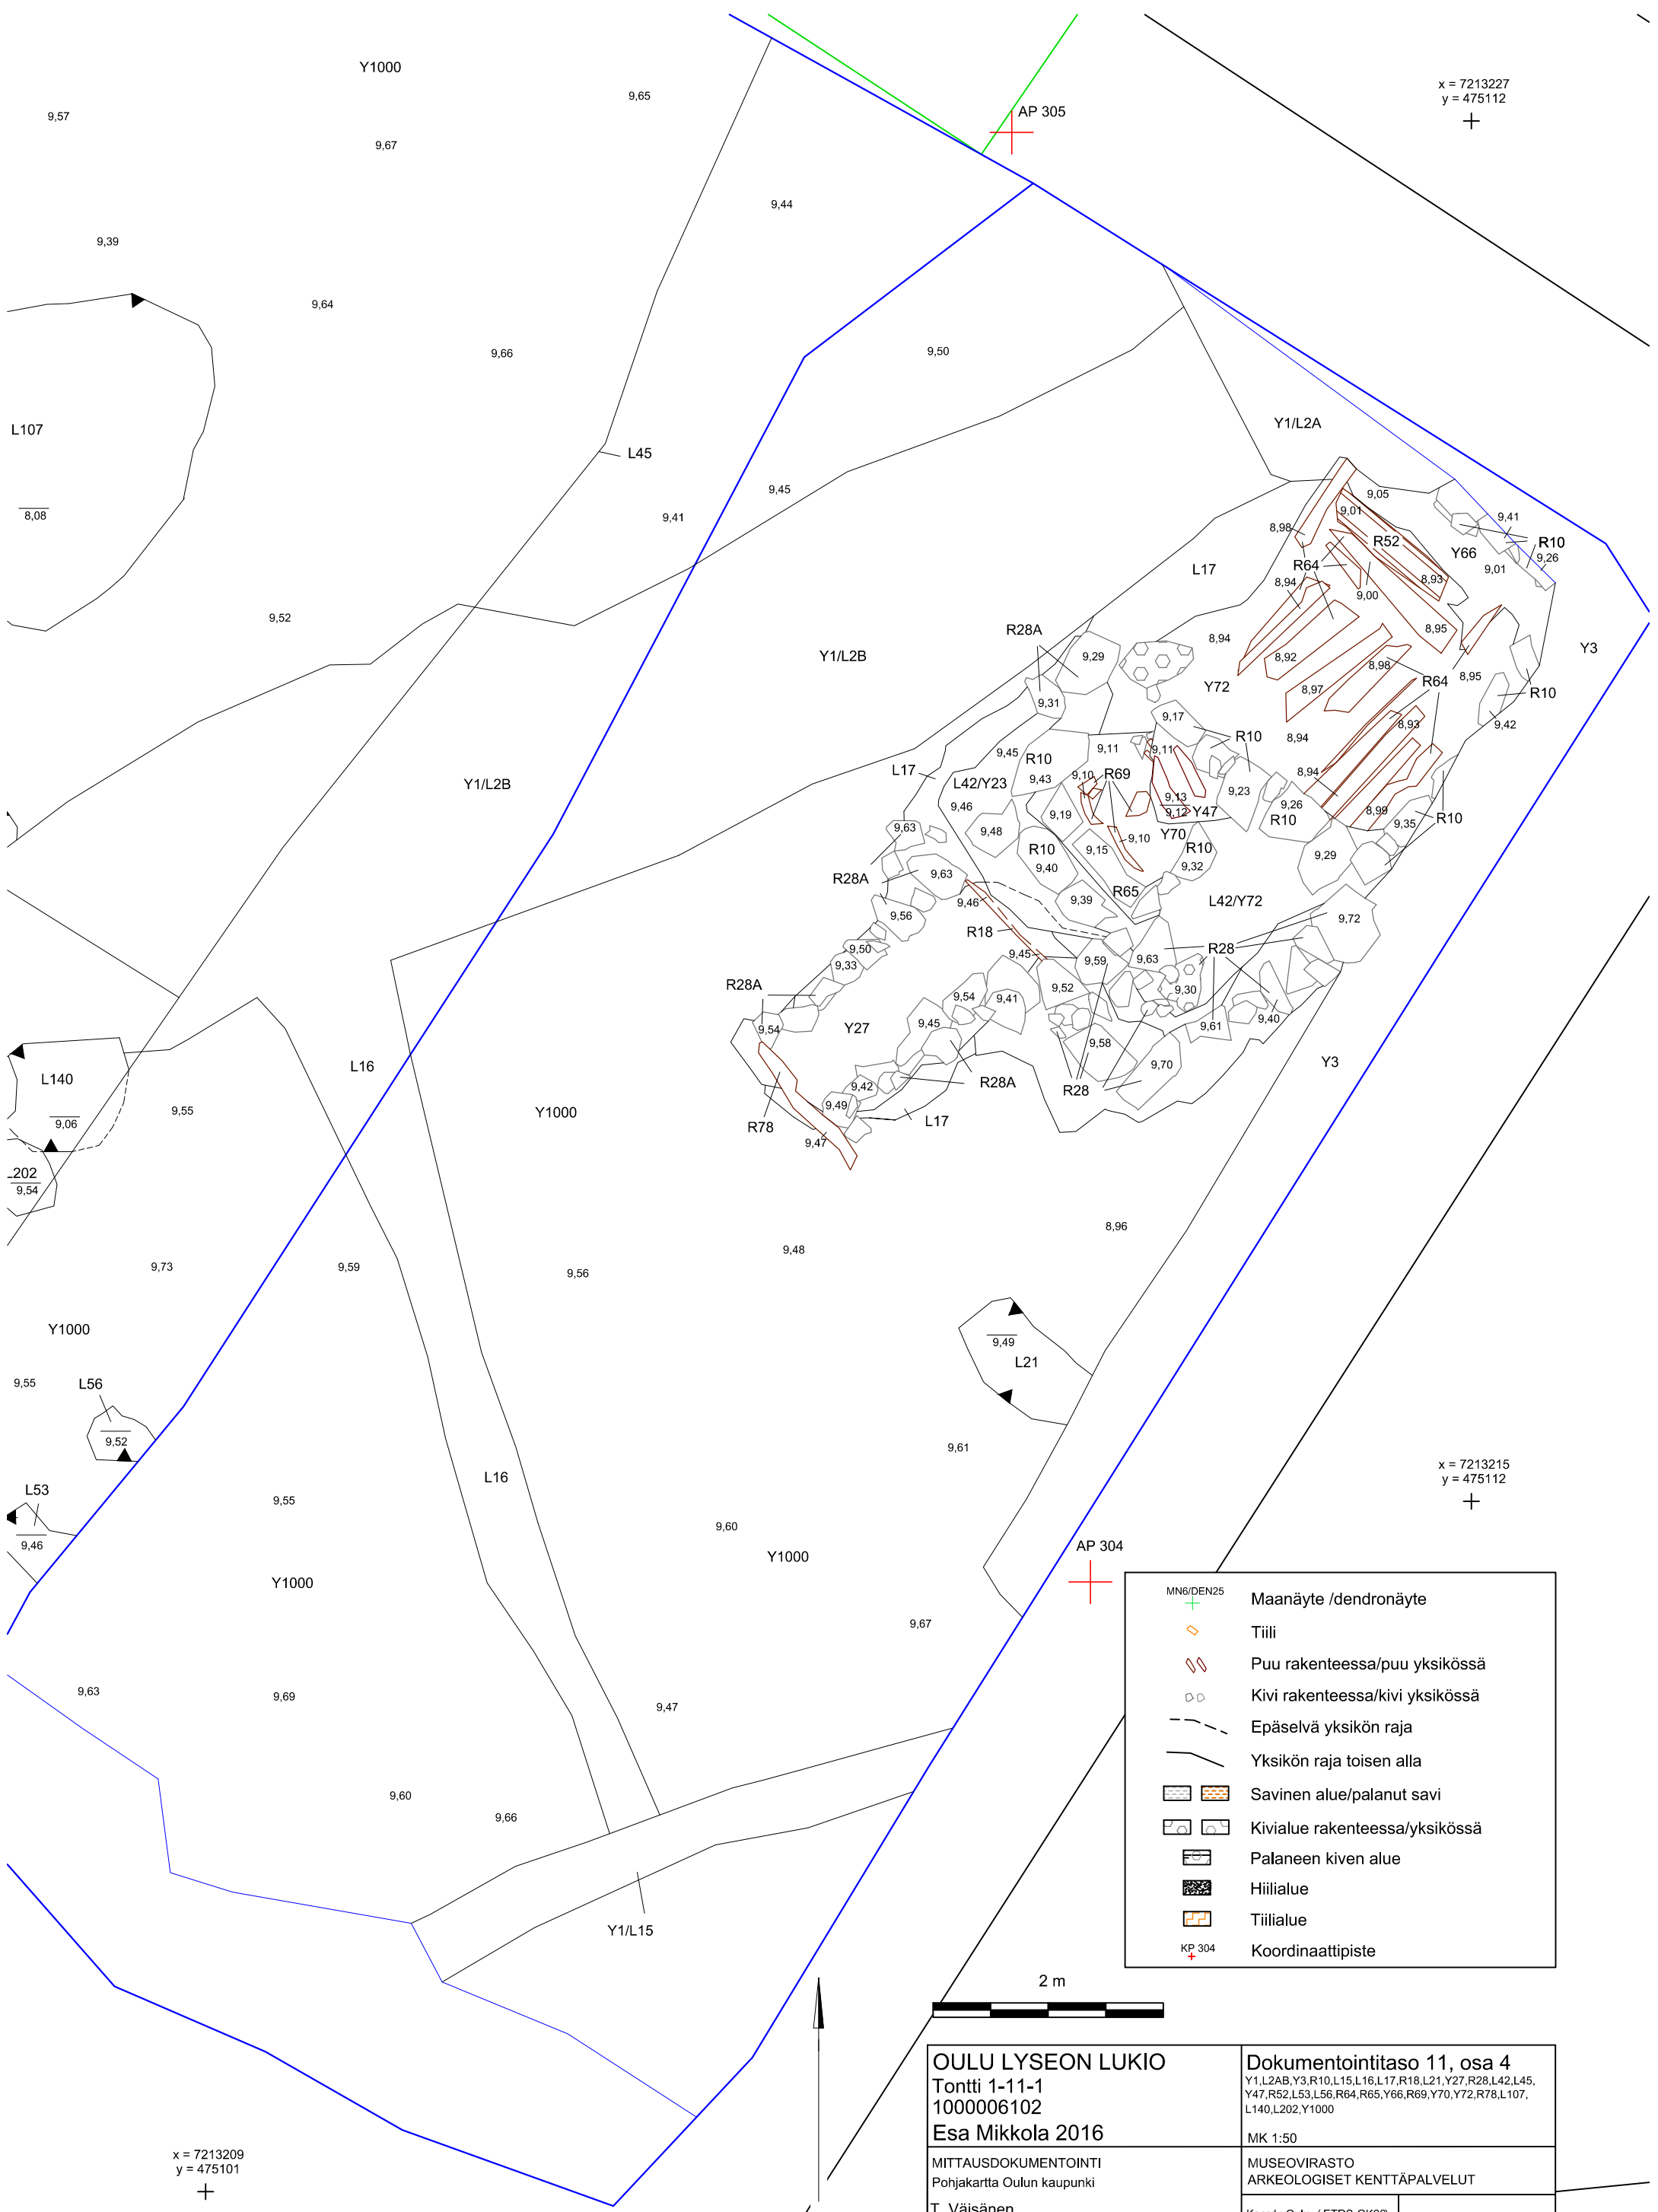 Y1000
9,65
9,57
9,67
AP 305
x = 7213227
y = 475112
9,44
9,39
9,64
9,66
9,50
L107
L45
Y1/L2A
9,45
9,41
8,08
9,05
9,01
8,98
R52
9,41
R10
Y66
9,26
9,01
L17
R64
8,94
8,93
9,00
9,52
R28A
8,94
8,95
Y1/L2B
9,29
8,92
8,98
8,95
Y3
R64
9,31
Y72
8,97
R10
9,17
8,93
9,42
R10
8,94
9,45
R10
9,11
9,11
L17
9,43
9,10
R69
8,94
Y1/L2B
L42/Y23
9,46
9,13
9,23
9,26
9,12
Y47
8,99
9,19
R10
9,35
R10
9,63
9,48
Y70
R10
9,10
R10
9,15
9,40
9,32
9,29
R28A
9,63
R65
9,46
9,39
L42/Y72
9,56
9,72
R18
9,50
9,45
9,59
9,63
R28
9,33
R28A
9,52
9,30
9,54
9,41
9,54
Y27
9,45
9,61
9,40
9,58
L16
9,70
Y3
L140
9,42
R28A
R28
9,55
Y1000
9,49
9,06
R78
L17
9,47
L202
9,54
8,96
9,48
9,73
9,59
9,56
Y1000
9,49
L21
9,55
L56
9,52
9,61
x = 7213215
y = 475112
L16
L53
9,55
9,60
9,46
AP 304
Y1000
Y1000
MN6/DEN25
Maanäyte /dendronäyte
9,67
Tiili
Puu rakenteessa/puu yksikössä
9,63
9,69
Kivi rakenteessa/kivi yksikössä
9,47
Epäselvä yksikön raja
Yksikön raja toisen alla
9,60
Savinen alue/palanut savi
9,66
Kivialue rakenteessa/yksikössä
Palaneen kiven alue
Hiilialue
Tiilialue
Y1/L15
KP 304
Koordinaattipiste
2 m
OULU LYSEON LUKIO
Tontti 1-11-1
1000006102
Esa Mikkola 2016
Dokumentointitaso 11, osa 4
Y1,L2AB,Y3,R10,L15,L16,L17,R18,L21,Y27,R28,L42,L45,
Y47,R52,L53,L56,R64,R65,Y66,R69,Y70,Y72,R78,L107,
L140,L202,Y1000
MK 1:50
x = 7213209
y = 475101
MITTAUSDOKUMENTOINTI
Pohjakartta Oulun kaupunki
T. Väisänen
MUSEOVIRASTO
ARKEOLOGISET KENTTÄPALVELUT